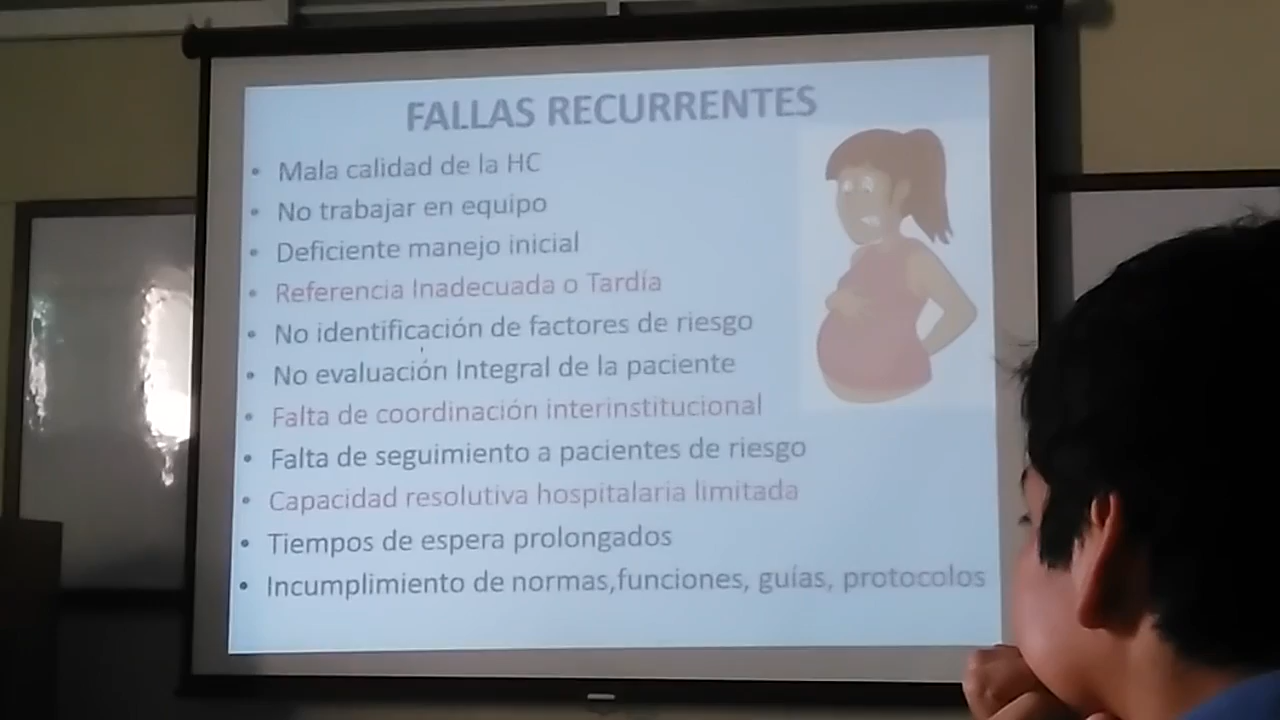 FALLAS RECURRENTES
• Mala calidad de la HC
• No trabajar en equipo
• Deficiente manejo inicial
• Referencia Inadecuada o Tardía
• No identificación de factores de riesgo
• No evaluación Integral de la paciente
• Falta de coordinación interinstitucional
• Falta de seguimiento a pacientes de riesgo
• Capacidad resolutiva hospitalaria limitada
• Tiempos de espera prolongados
• Incumplimiento de normas,funciones, guías, protocolos